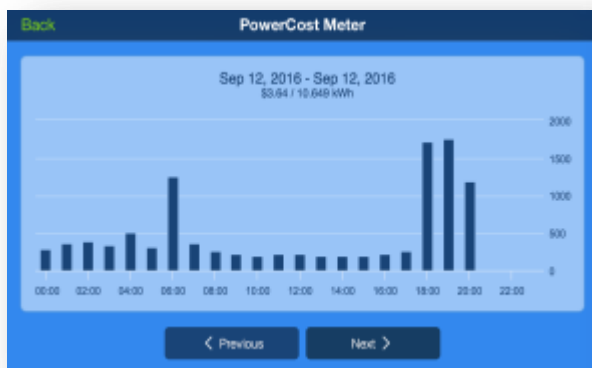 Back
PowerCost Meter
Sep 12, 2016 - Sep 12, 2016
$3.64 / 10.649 kWh
2000
1500
1000
500
0
00:00 02:00 04:00 06:00 08:00 10:00 12:00 14:00 16:00 18:00 20:00 22:00
< Previous
Next >